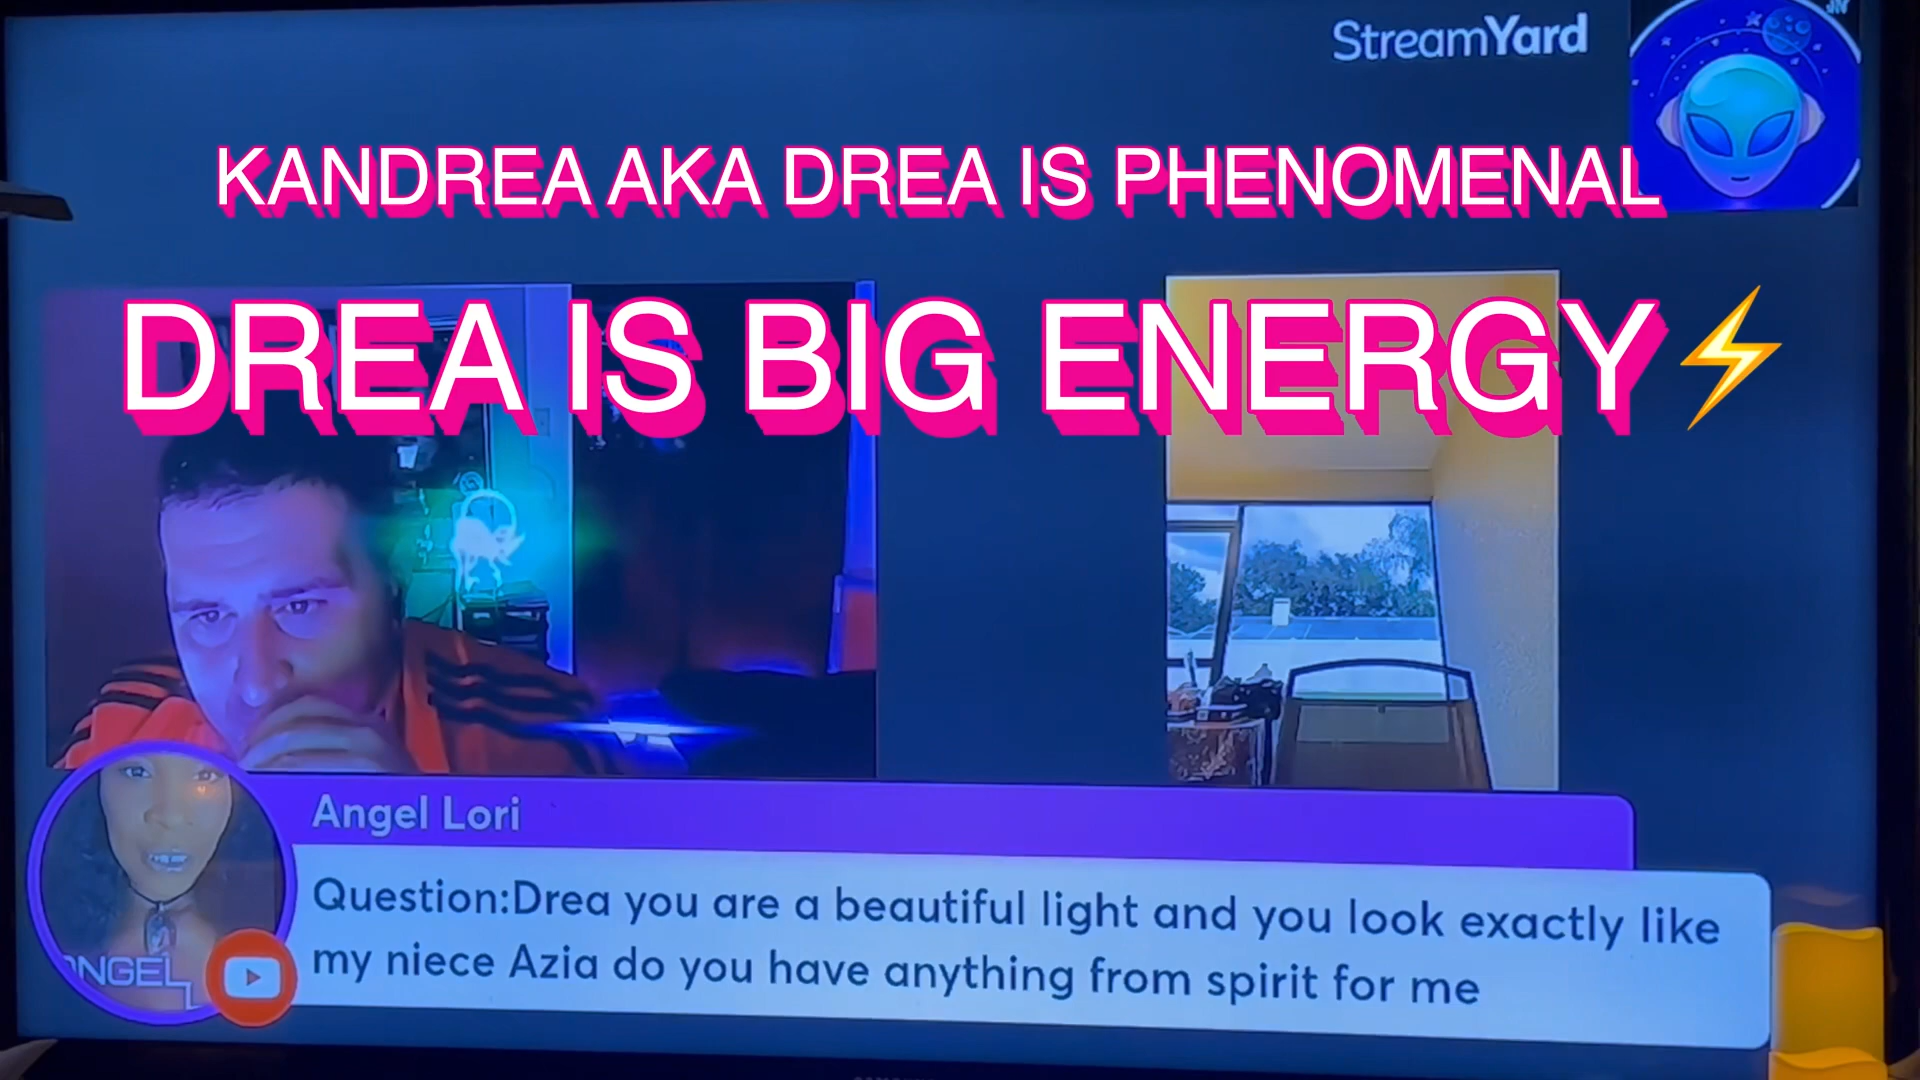 StreamYard
KANDREA AKA DREA IS PHENOMENAL
DREA IS BIG ENERGY⚡
Angel Lori
Question:Drea you are a beautiful light and you look exactly like
my niece Azia do you have anything from spirit for me